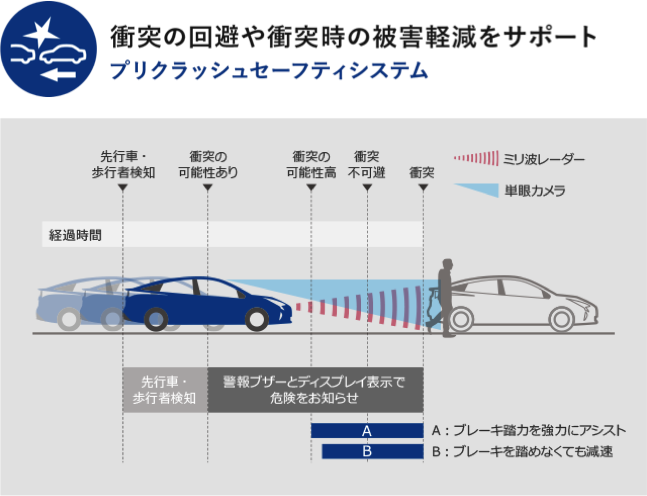 衝突の回避や衝突時の被害軽減をサポート
プリクラッシュセーフティシステム
先行車・
歩行者検知
衝突の
可能性あり
衝突の
可能性高
衝突
不可避
衝突
ミリ波レーダー
単眼カメラ
経過時間
先行車・
歩行者検知
警報ブザーとディスプレイ表示で
危険をお知らせ
A
A：ブレーキ踏力を強力にアシスト
B
B：ブレーキを踏めなくても減速